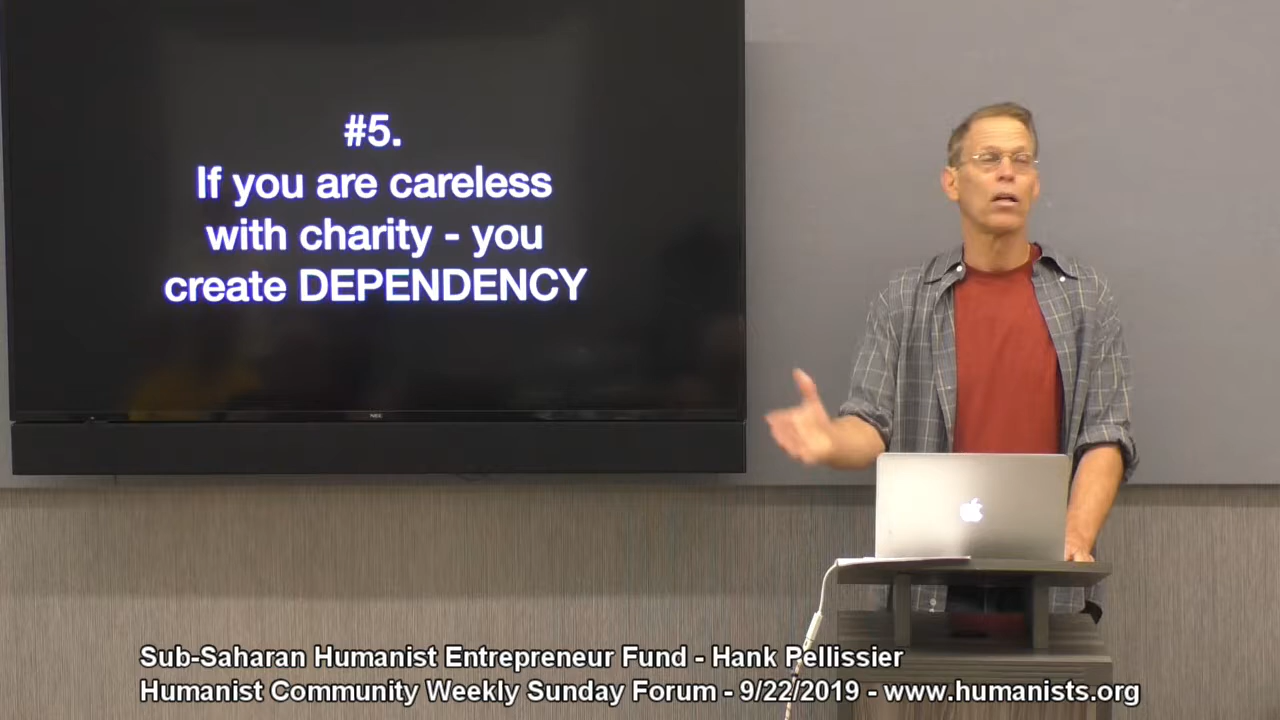 #5.
If you are careless
with charity - you
create DEPENDENCY
NEC
Sub-Saharan Humanist Entrepreneur Fund - Hank Pellissier
Humanist Community Weekly Sunday Forum - 9/22/2019 - www.humanists.org